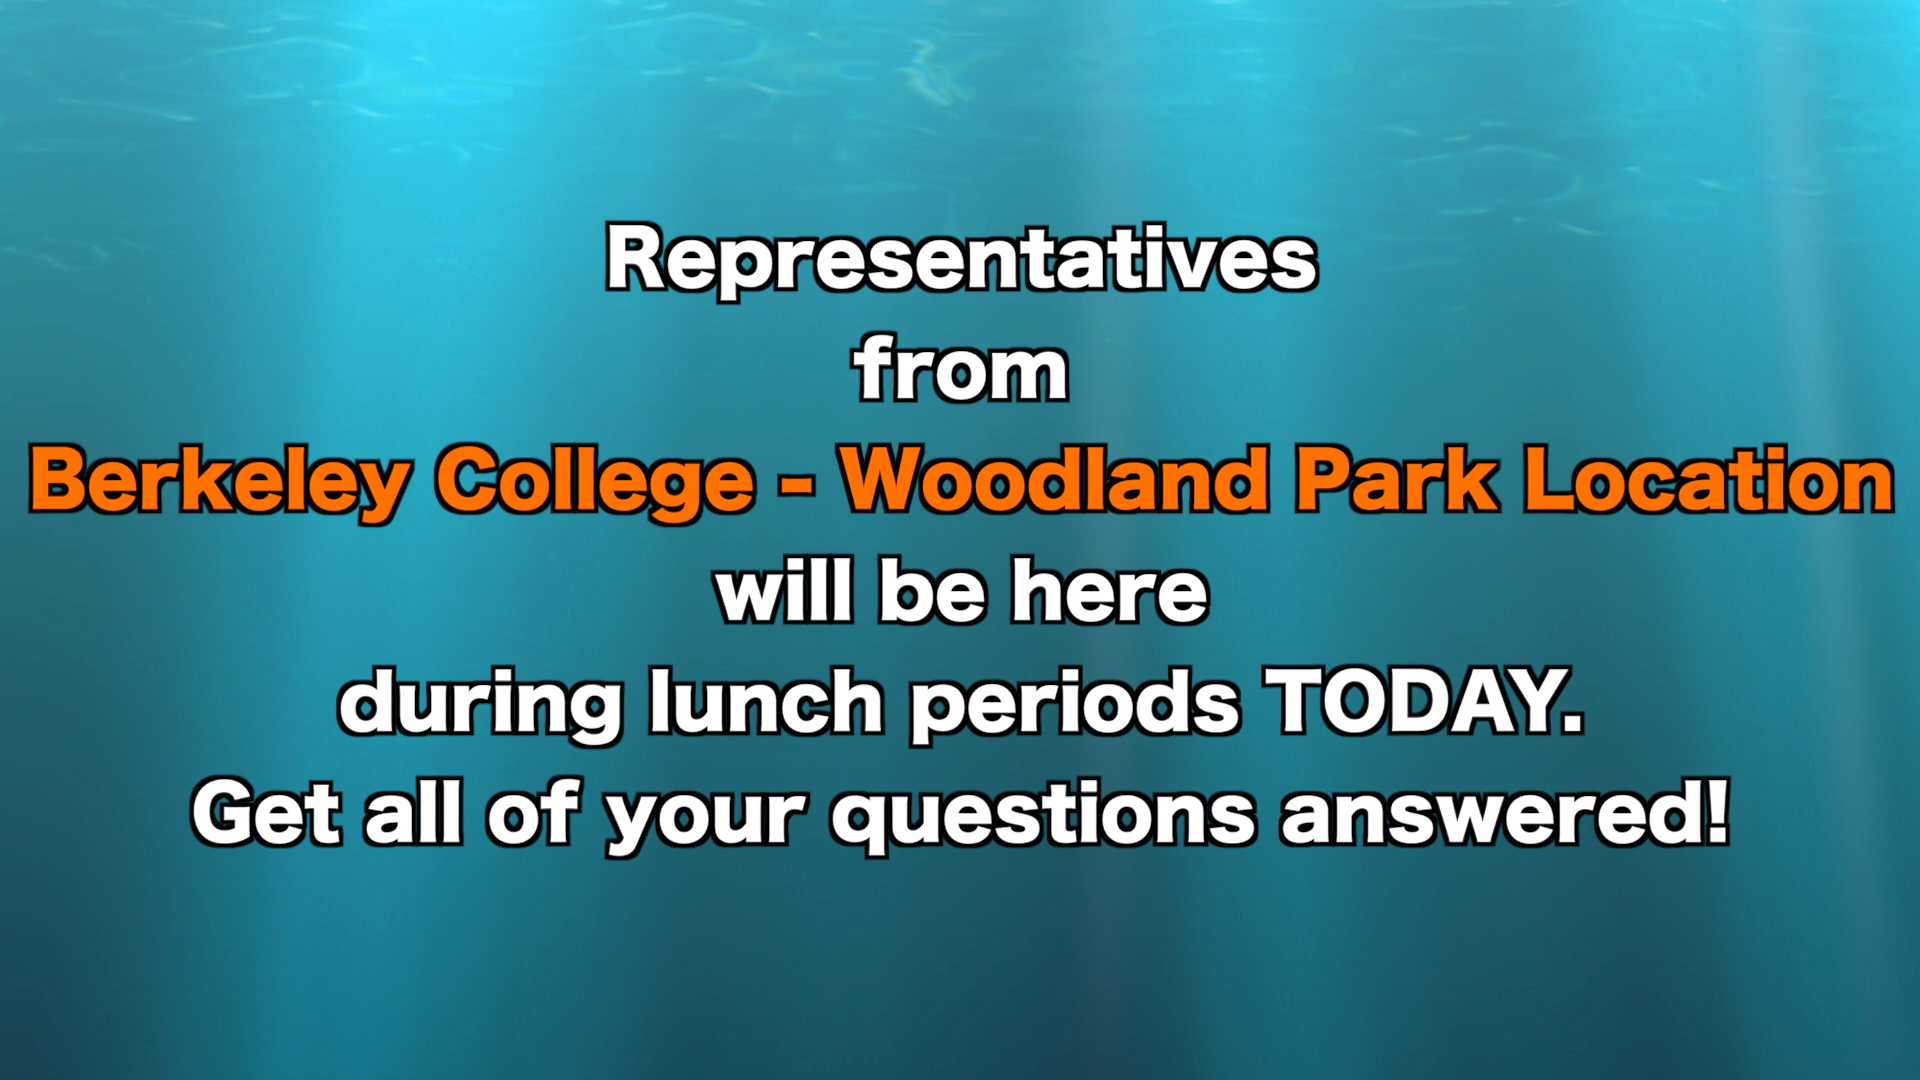 Representatives
from
Berkeley College - Woodland Park Location
will be here
during lunch periods TODAY.
Get all of your questions answered!